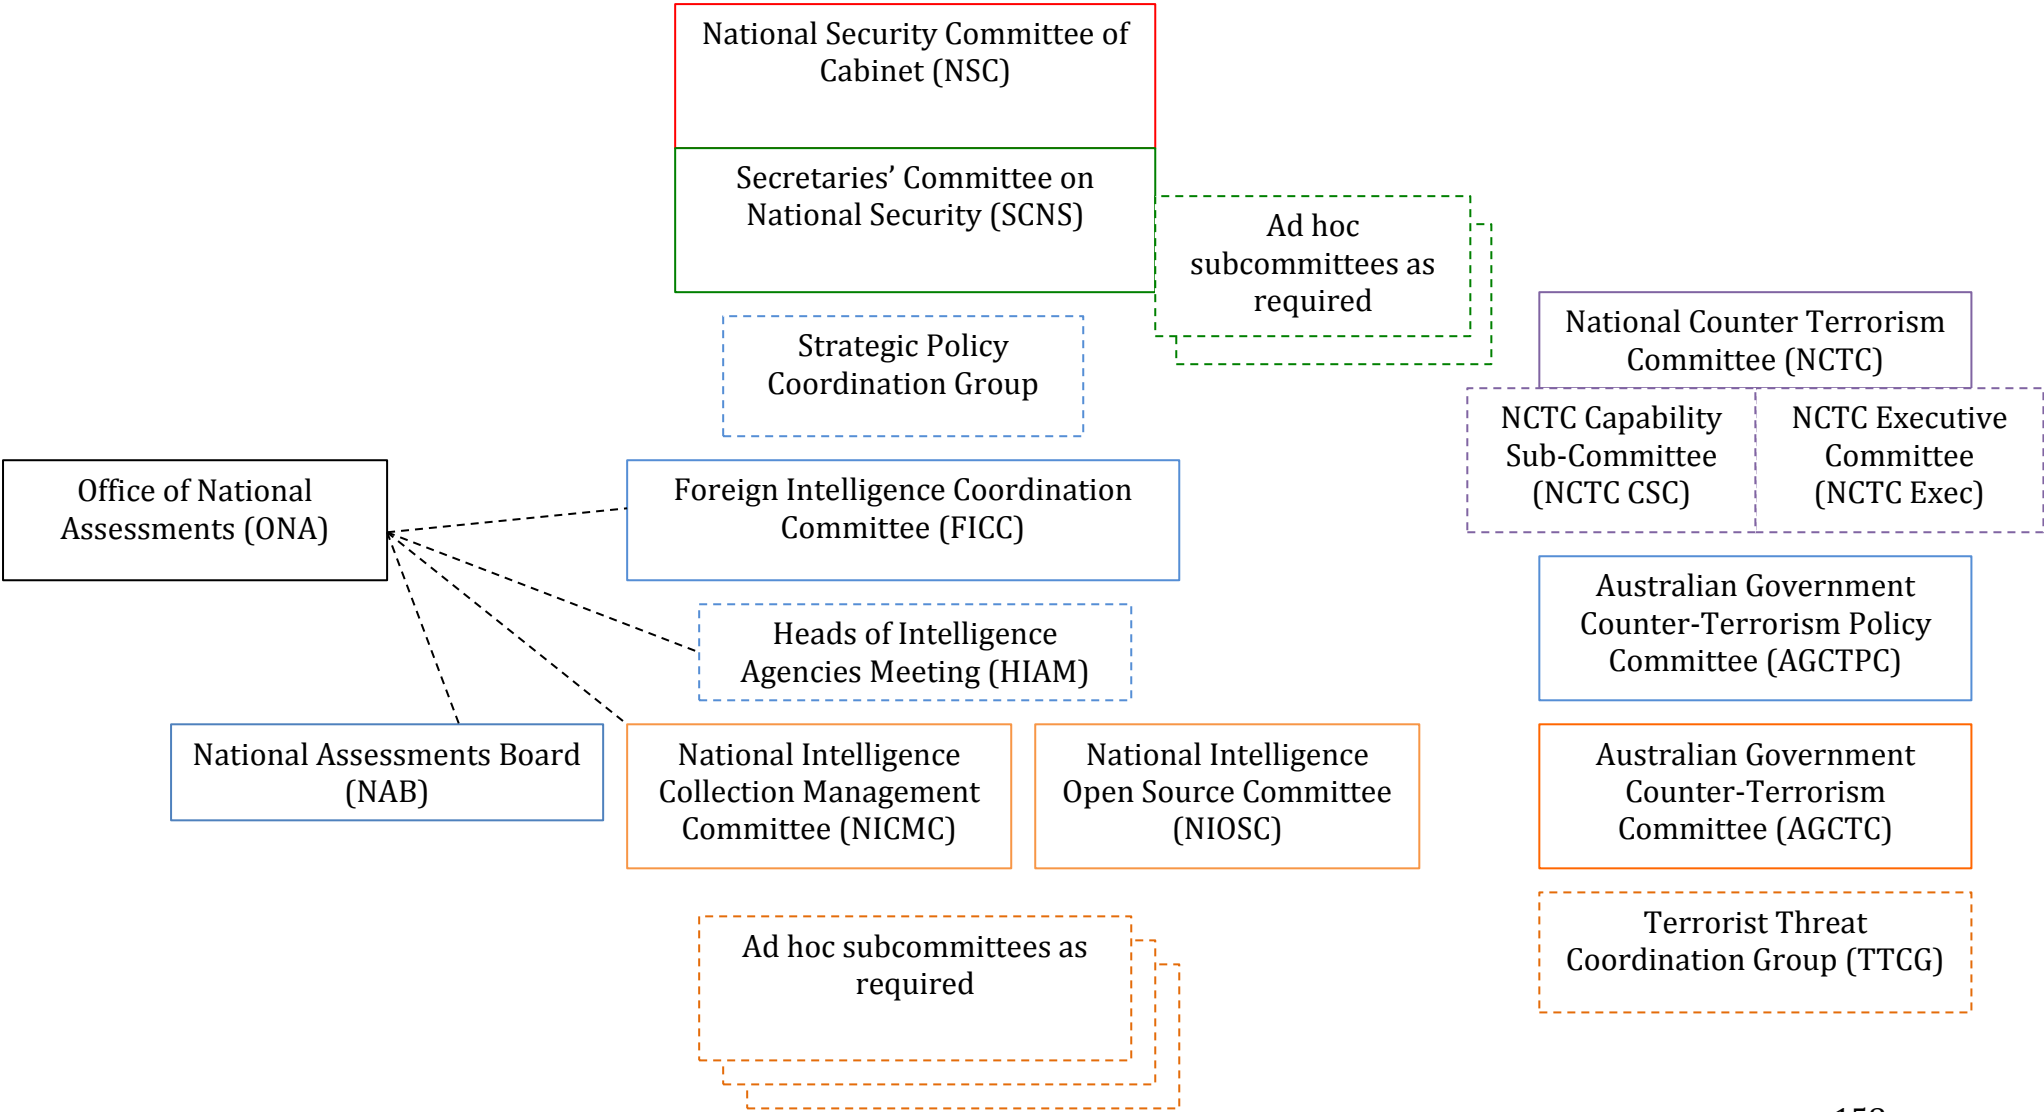 National Security Committee of
Cabinet (NSC)
Secretaries’ Committee on
National Security (SCNS)
Ad hoc
subcommittees as
required
Strategic Policy
Coordination Group
National Counter Terrorism
Committee (NCTC)
NCTC Capability
Sub-Committee
(NCTC CSC)
NCTC Executive
Committee
(NCTC Exec)
Office of National
Assessments (ONA)
Foreign Intelligence Coordination
Committee (FICC)
Australian Government
Counter-Terrorism Policy
Committee (AGCTPC)
Heads of Intelligence
Agencies Meeting (HIAM)
National Assessments Board
(NAB)
National Intelligence
Collection Management
Committee (NICMC)
National Intelligence
Open Source Committee
(NIOSC)
Australian Government
Counter-Terrorism
Committee (AGCTC)
Ad hoc subcommittees as
required
Terrorist Threat
Coordination Group (TTCG)